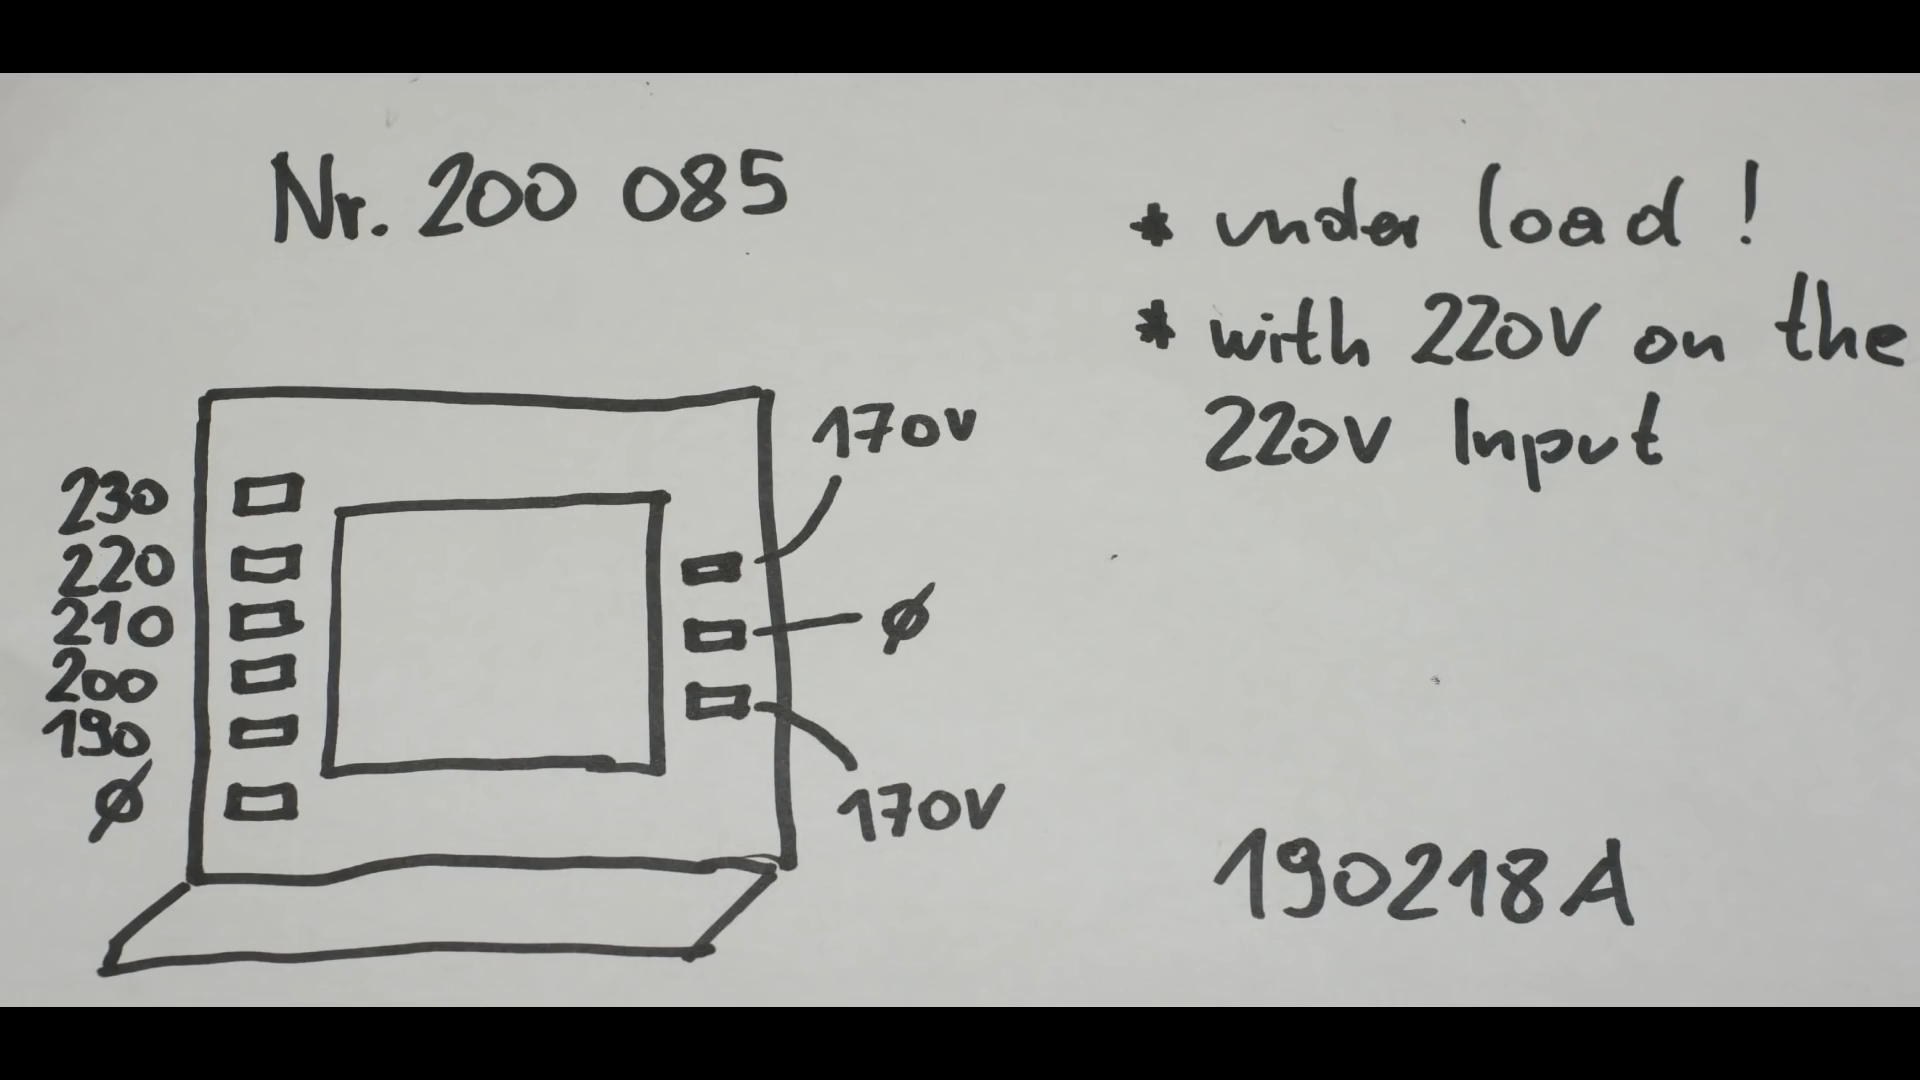 Nr. 200 085
* under load !
* with 220V on the
220V Input
230
220
210
200
190
Ø
170V
Ø
170V
190218A